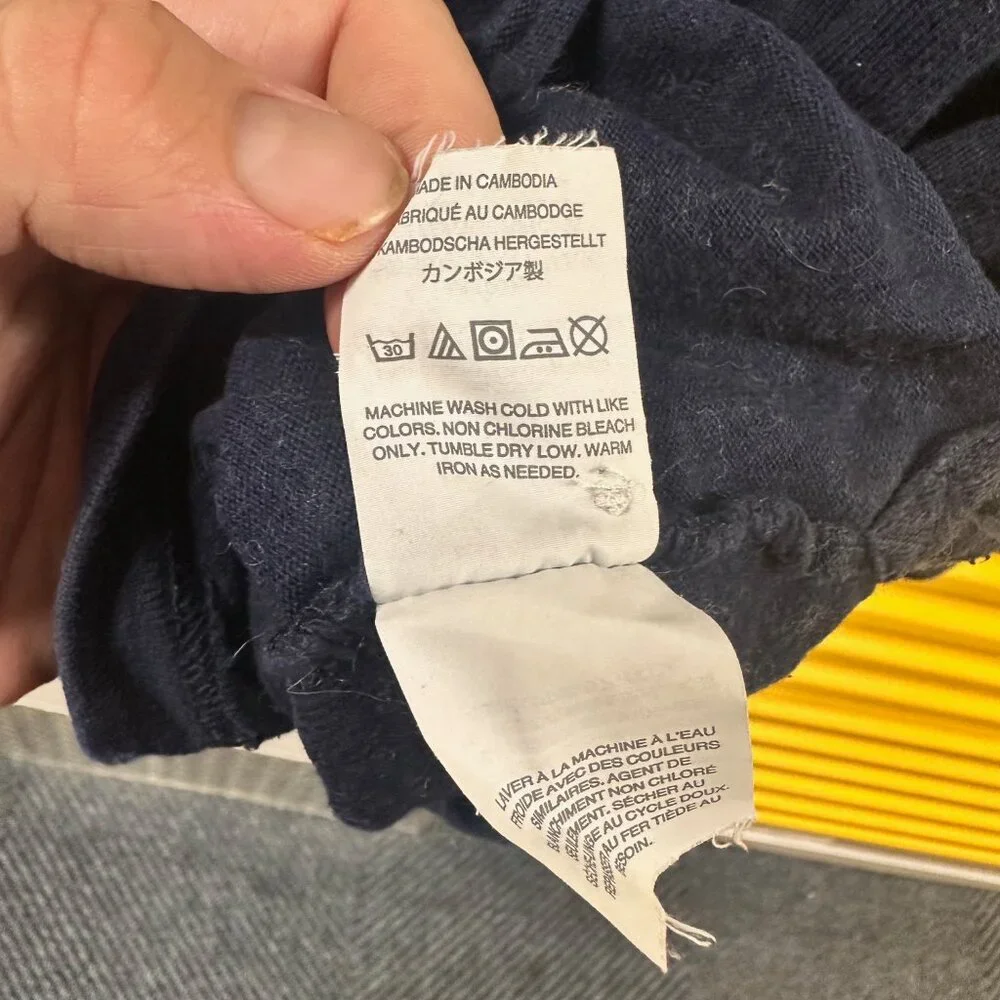 ADE IN CAMBODIA
BRIQUÉ AU CAMBODGE
KAMBODSCHA HERGESTELLT
カンボジア製
30
MACHINE WASH COLD WITH LIKE
COLORS. NON CHLORINE BLEACH
ONLY. TUMBLE DRY LOW. WARM
IRON AS NEEDED.
LAVER À LA MACHINE À L'EAU
FROIDE AVEC DES COULEURS
SIMILAIRES. AGENT DE
BLANCHIMENT NON CHLORÉ
SEULEMENT. SÉCHER AU
SÈCHE-LINGE AU CYCLE DOUX.
REPASSER AU FER TIÈDE AU
BESOIN.